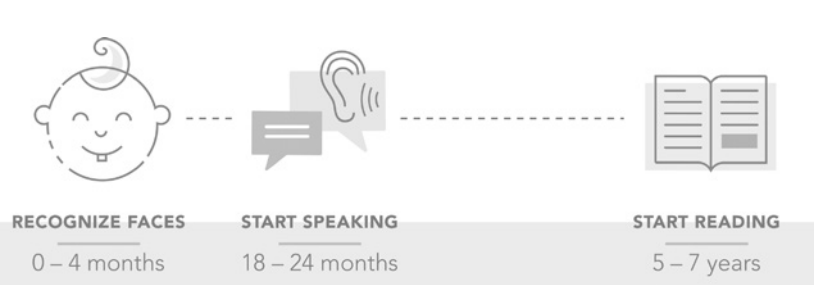 RECOGNIZE FACES
0 – 4 months
START SPEAKING
18 – 24 months
START READING
5 – 7 years